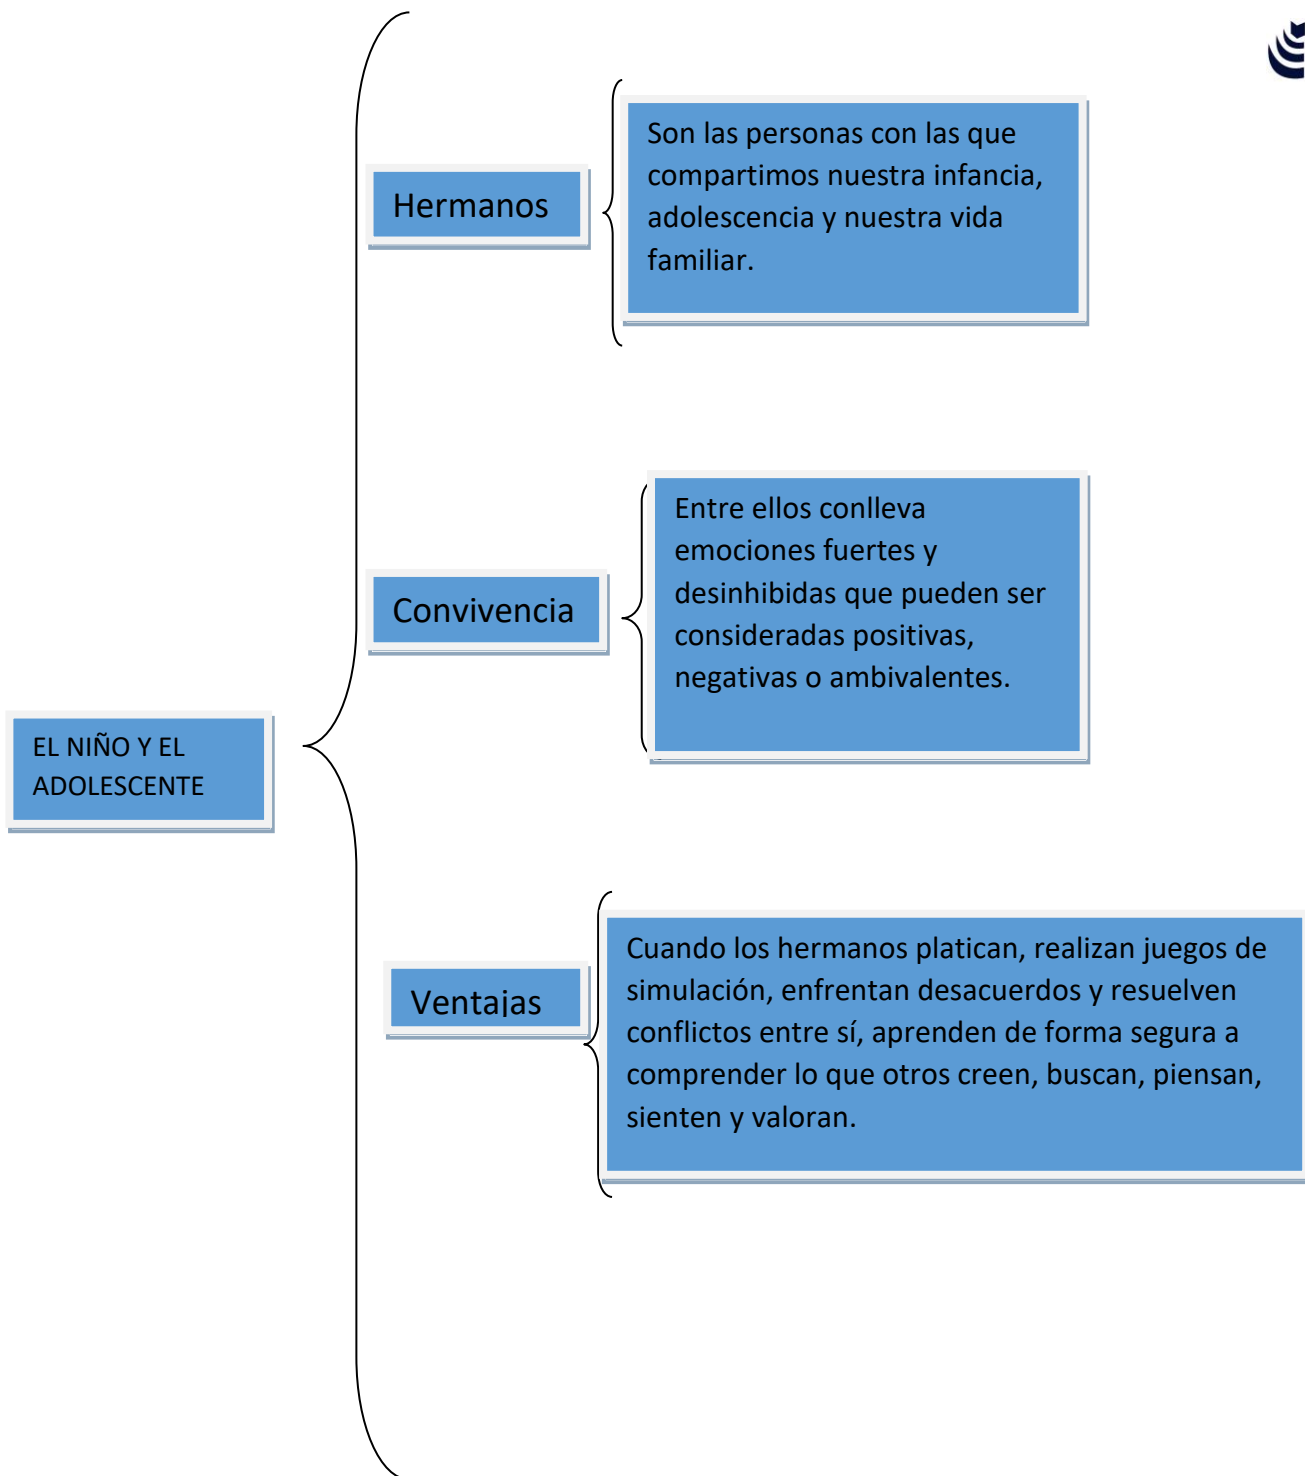 Hermanos
Son las personas con las que
compartimos nuestra infancia,
adolescencia y nuestra vida
familiar.
Convivencia
Entre ellos conlleva
emociones fuertes y
desinhibidas que pueden ser
consideradas positivas,
negativas o ambivalentes.
EL NIÑO Y EL
ADOLESCENTE
Ventajas
Cuando los hermanos platican, realizan juegos de
simulación, enfrentan desacuerdos y resuelven
conflictos entre sí, aprenden de forma segura a
comprender lo que otros creen, buscan, piensan,
sienten y valoran.